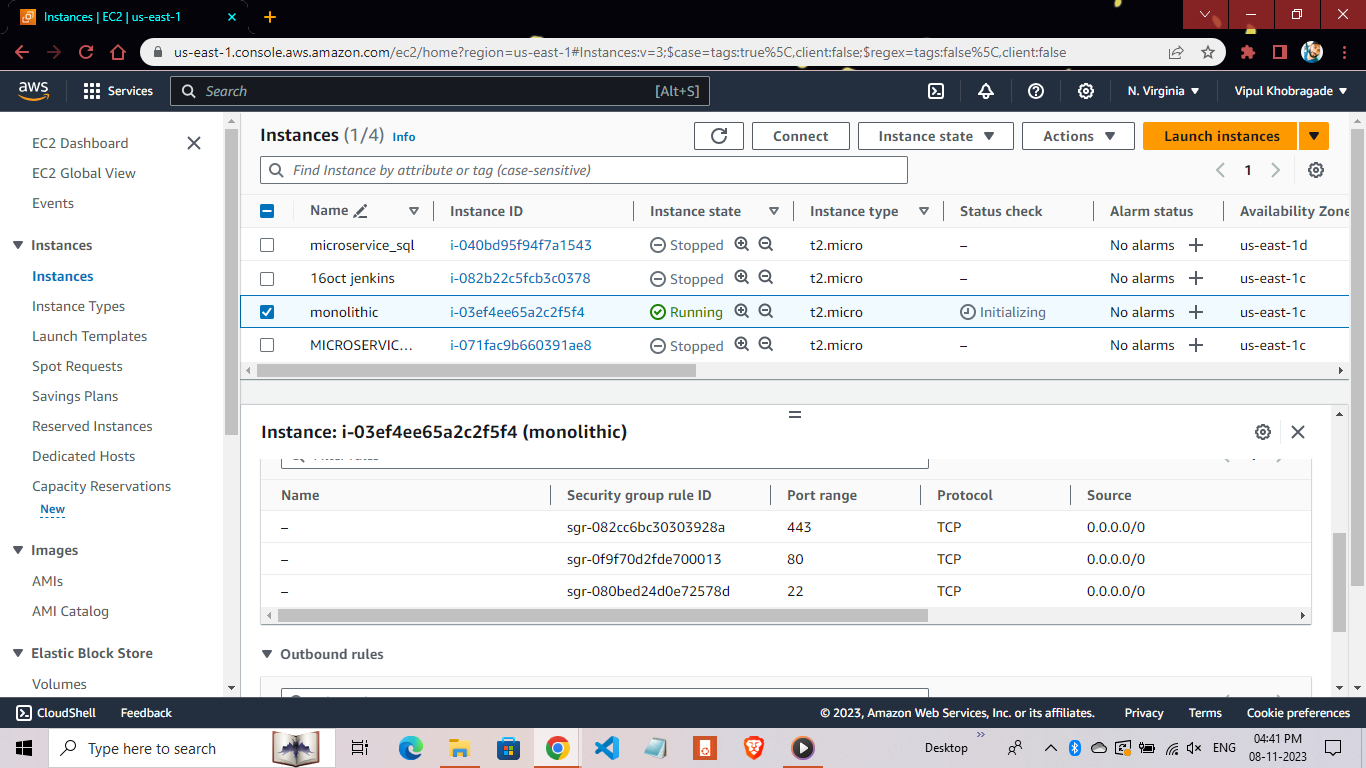 Instances | EC2 | us-east-1
us-east-1.console.aws.amazon.com/ec2/home?region=us-east-1#Instances:v=3;$case=tags:true%5C,client:false;$regex=tags:false%5C,client:false
aws Services Search [Alt+S] N. Virginia Vipul Khobragade
EC2 Dashboard
EC2 Global View
Events
Instances
Instances
Instance Types
Launch Templates
Spot Requests
Savings Plans
Reserved Instances
Dedicated Hosts
Capacity Reservations
New
Images
AMIs
AMI Catalog
Elastic Block Store
Volumes
Instances (1/4) Info Connect Instance state Actions Launch instances
Find Instance by attribute or tag (case-sensitive) 1
Name Instance ID Instance state Instance type Status check Alarm status Availability Zone
microservice_sql i-040bd95f94f7a1543 Stopped t2.micro – No alarms us-east-1d
16oct jenkins i-082b22c5fcb3c0378 Stopped t2.micro – No alarms us-east-1c
monolithic i-03ef4ee65a2c2f5f4 Running t2.micro Initializing No alarms us-east-1c
MICROSERVIC... i-071fac9b660391ae8 Stopped t2.micro – No alarms us-east-1c
Instance: i-03ef4ee65a2c2f5f4 (monolithic)
Name Security group rule ID Port range Protocol Source
– sgr-082cc6bc30303928a 443 TCP 0.0.0.0/0
– sgr-0f9f70d2fde700013 80 TCP 0.0.0.0/0
– sgr-080bed24d0e72578d 22 TCP 0.0.0.0/0
Outbound rules
CloudShell Feedback © 2023, Amazon Web Services, Inc. or its affiliates. Privacy Terms Cookie preferences
Type here to search Desktop ENG 04:41 PM
08-11-2023